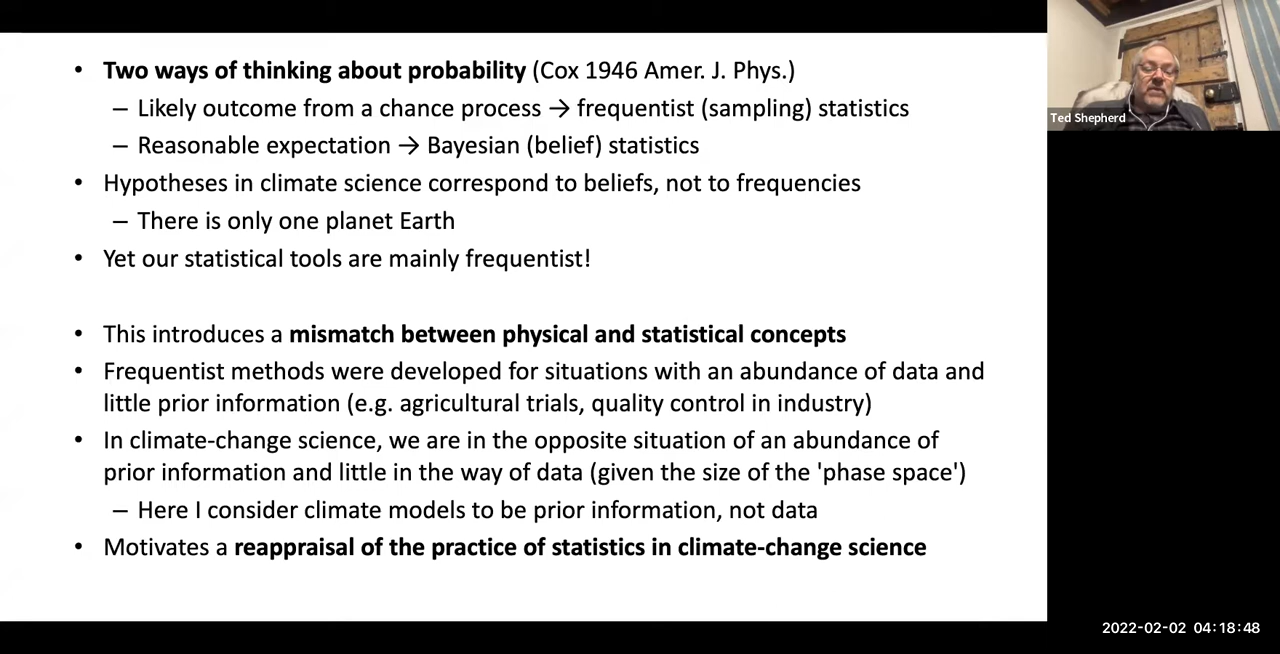 • Two ways of thinking about probability (Cox 1946 Amer. J. Phys.)
– Likely outcome from a chance process → frequentist (sampling) statistics
– Reasonable expectation → Bayesian (belief) statistics
• Hypotheses in climate science correspond to beliefs, not to frequencies
– There is only one planet Earth
• Yet our statistical tools are mainly frequentist!
• This introduces a mismatch between physical and statistical concepts
• Frequentist methods were developed for situations with an abundance of data and
little prior information (e.g. agricultural trials, quality control in industry)
• In climate-change science, we are in the opposite situation of an abundance of
prior information and little in the way of data (given the size of the 'phase space')
– Here I consider climate models to be prior information, not data
• Motivates a reappraisal of the practice of statistics in climate-change science
Ted Shepherd
2022-02-02 04:18:48